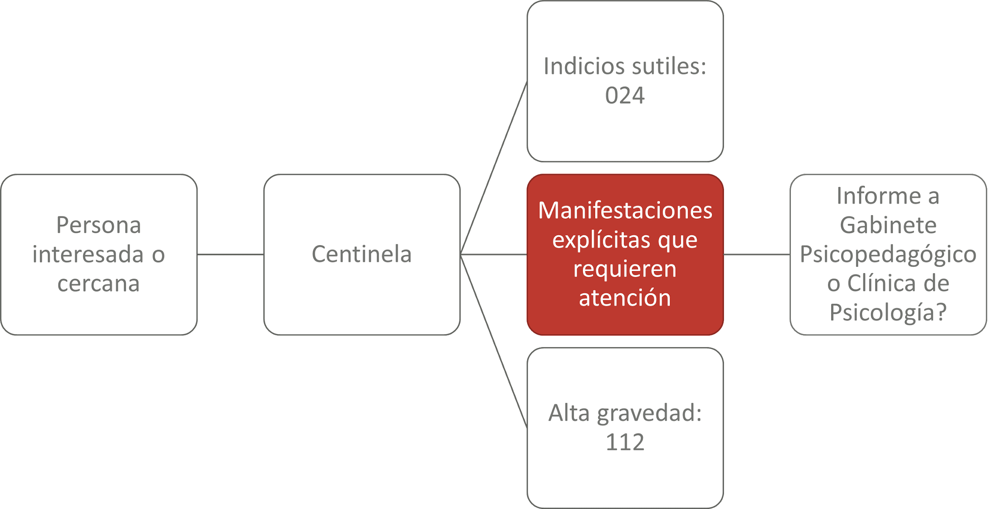 Persona
interesada o
cercana
Centinela
Indicios sutiles:
024
Manifestaciones
explícitas que
requieren
atención
Alta gravedad:
112
Informe a
Gabinete
Psicopedagógico
o Clínica de
Psicología?